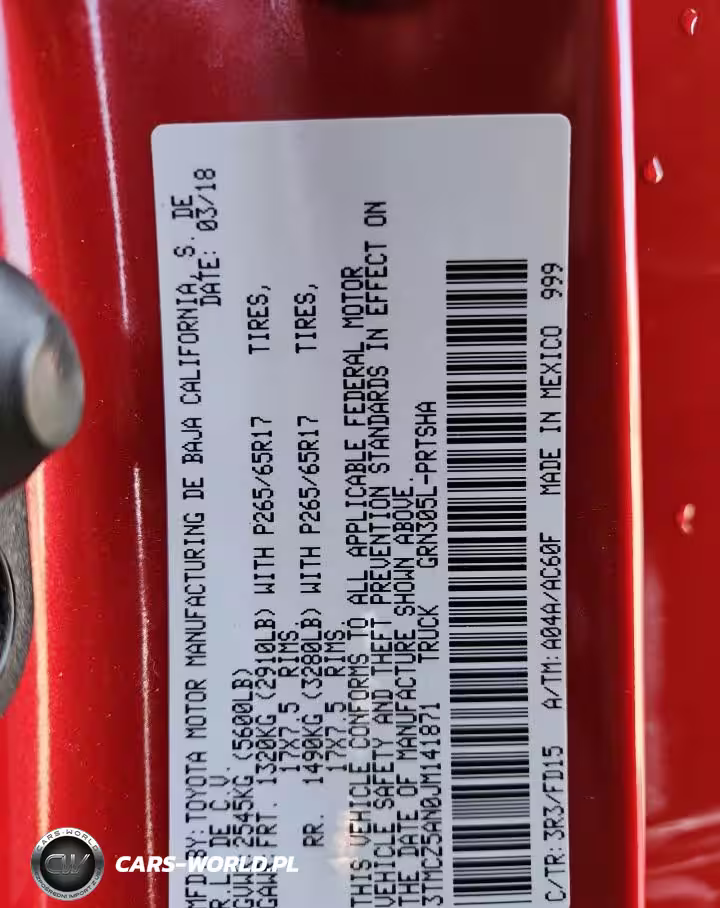 MFD. BY: TOYOTA MOTOR MANUFACTURING DE BAJA CALIFORNIA, S. DE
R.L. DE C.V. DATE: 03/18
GVWR 2545KG (5600LB)
GAWR FRT. 1320KG (2910LB) WITH P265/65R17 TIRES,
17X7.5 RIMS
RR. 1490KG (3280LB) WITH P265/65R17 TIRES,
17X7.5 RIMS.
THIS VEHICLE CONFORMS TO ALL APPLICABLE FEDERAL MOTOR
VEHICLE SAFETY AND THEFT PREVENTION STANDARDS IN EFFECT ON
THE DATE OF MANUFACTURE SHOWN ABOVE.
3TMCZ5AN0JM141871 TRUCK GRN305L-PRTSHA
C/TR: 3R3/FD15 A/TM: A04A/AC60F MADE IN MEXICO 999
CARS-WORLD
CW
CARS-WORLD.PL